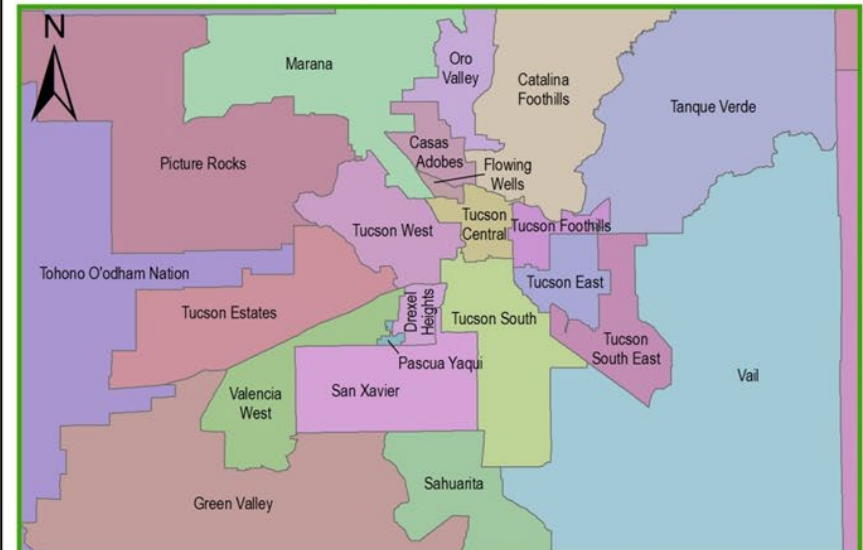 N
Marana
Oro
Valley
Catalina
Foothills
Tanque Verde
Picture Rocks
Casas
Adobes
Flowing
Wells
Tucson West
Tucson
Central
Tucson Foothills
Tohono O'odham Nation
Tucson East
Tucson Estates
Drexel
Heights
Tucson South
Tucson
South East
Pascua Yaqui
Vail
Valencia
West
San Xavier
Sahuarita
Green Valley